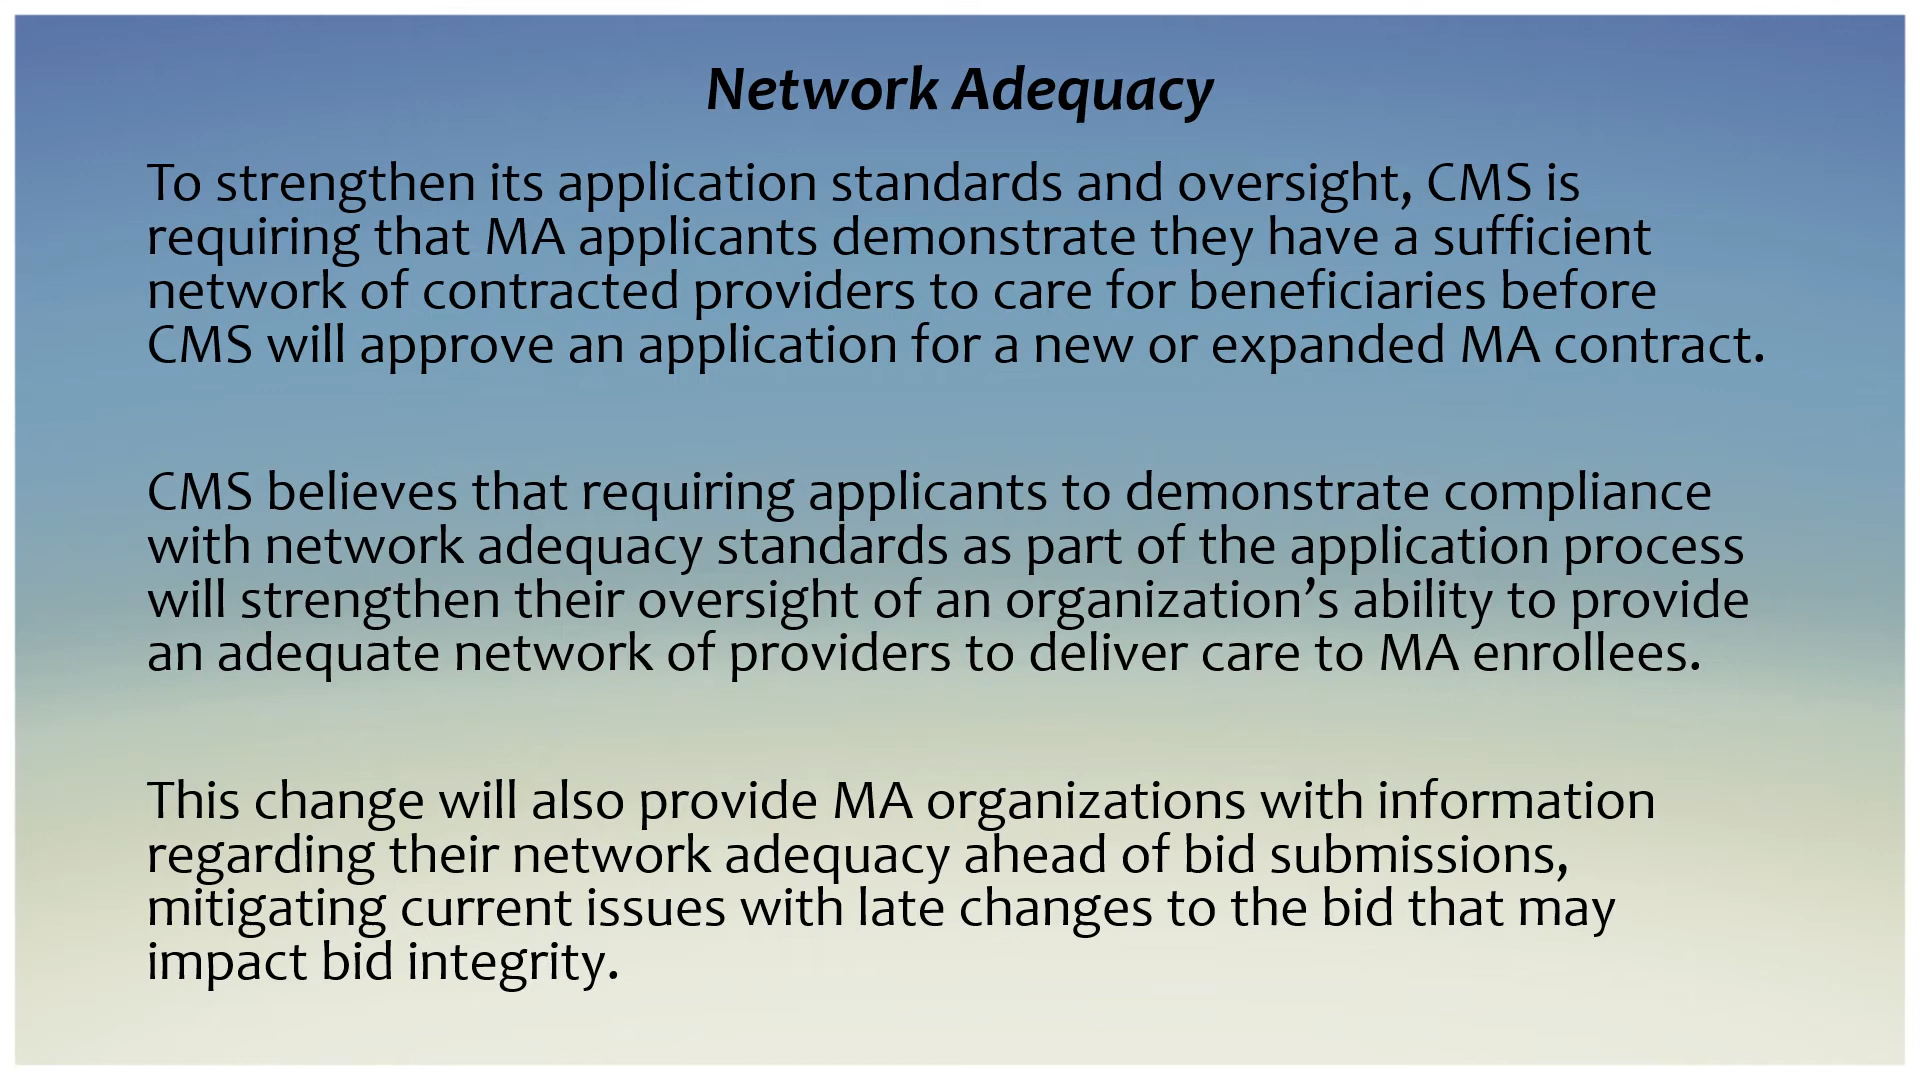 Network Adequacy
To strengthen its application standards and oversight, CMS is
requiring that MA applicants demonstrate they have a sufficient
network of contracted providers to care for beneficiaries before
CMS will approve an application for a new or expanded MA contract.
CMS believes that requiring applicants to demonstrate compliance
with network adequacy standards as part of the application process
will strengthen their oversight of an organization’s ability to provide
an adequate network of providers to deliver care to MA enrollees.
This change will also provide MA organizations with information
regarding their network adequacy ahead of bid submissions,
mitigating current issues with late changes to the bid that may
impact bid integrity.